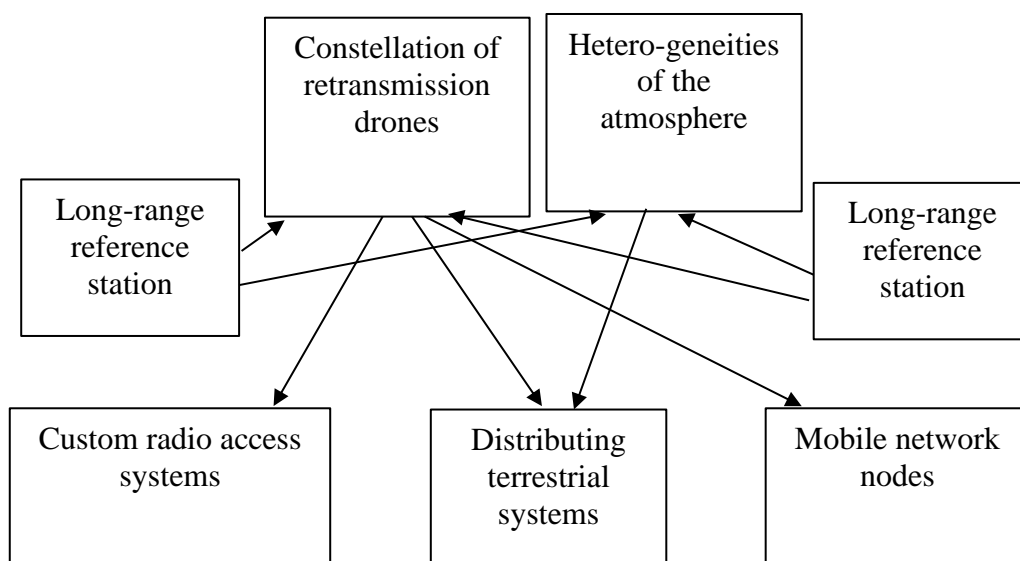 Constellation of
retransmission
drones
Hetero-geneities
of the
atmosphere
Long-range
reference
station
Long-range
reference
station
Custom radio access
systems
Distributing
terrestrial
systems
Mobile network
nodes